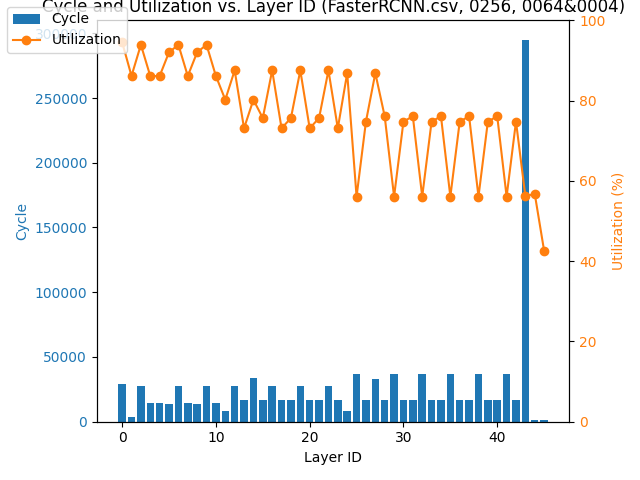 Cycle and Utilization vs. Layer ID (FasterRCNN.csv, 0256, 0064&0004)
Cycle
Utilization
300000
250000
200000
150000
100000
50000
0
Cycle
100
80
60
40
20
0
Utilization (%)
0 10 20 30 40
Layer ID